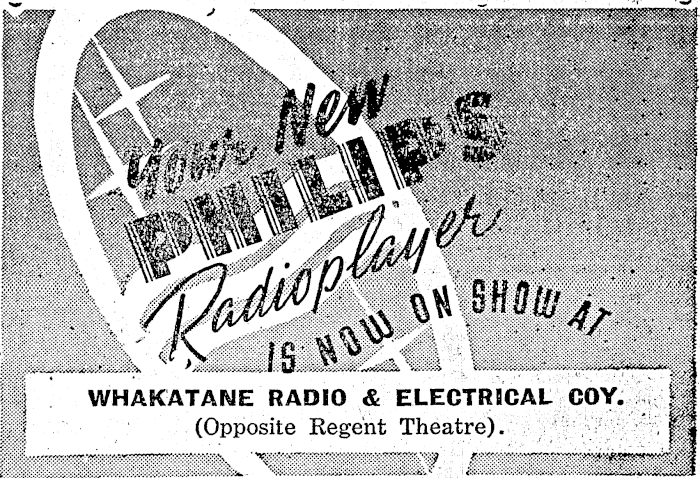 Your New
PHILIPS
Radioplayer
IS NOW ON SHOW AT
WHAKATANE RADIO & ELECTRICAL COY.
(Opposite Regent Theatre).